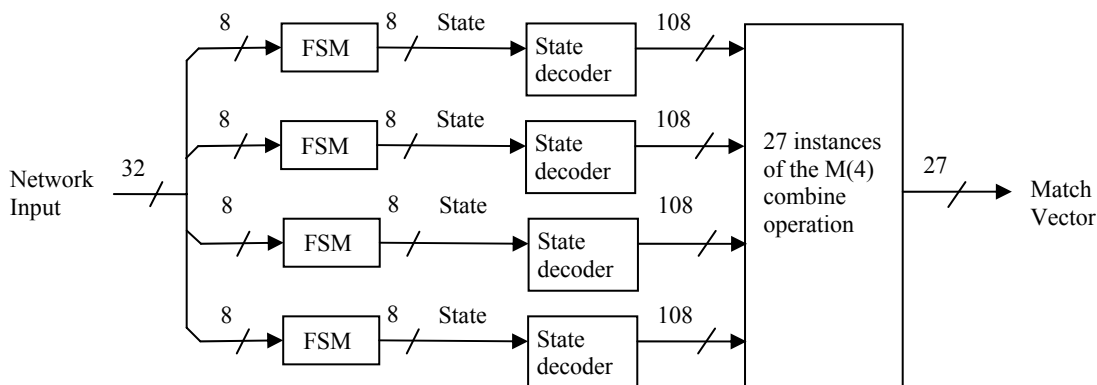 8
FSM
8
State
State
decoder
108
8
FSM
8
State
State
decoder
108
Network
Input
32
8
FSM
8
State
State
decoder
108
8
FSM
8
State
State
decoder
108
27 instances
of the M(4)
combine
operation
27
Match
Vector